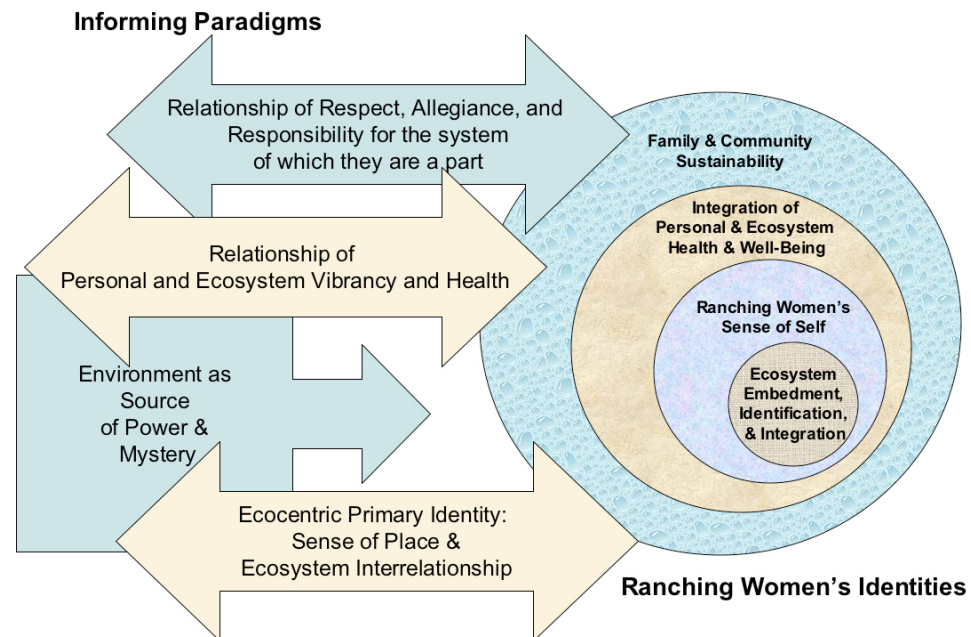 Informing Paradigms
Relationship of Respect, Allegiance, and
Responsibility for the system
of which they are a part
Relationship of
Personal and Ecosystem Vibrancy and Health
Environment as
Source
of Power &
Mystery
Ecocentric Primary Identity:
Sense of Place &
Ecosystem Interrelationship
Family & Community
Sustainability
Integration of
Personal & Ecosystem
Health & Well-Being
Ranching Women's
Sense of Self
Ecosystem
Embedment,
Identification,
& Integration
Ranching Women's Identities